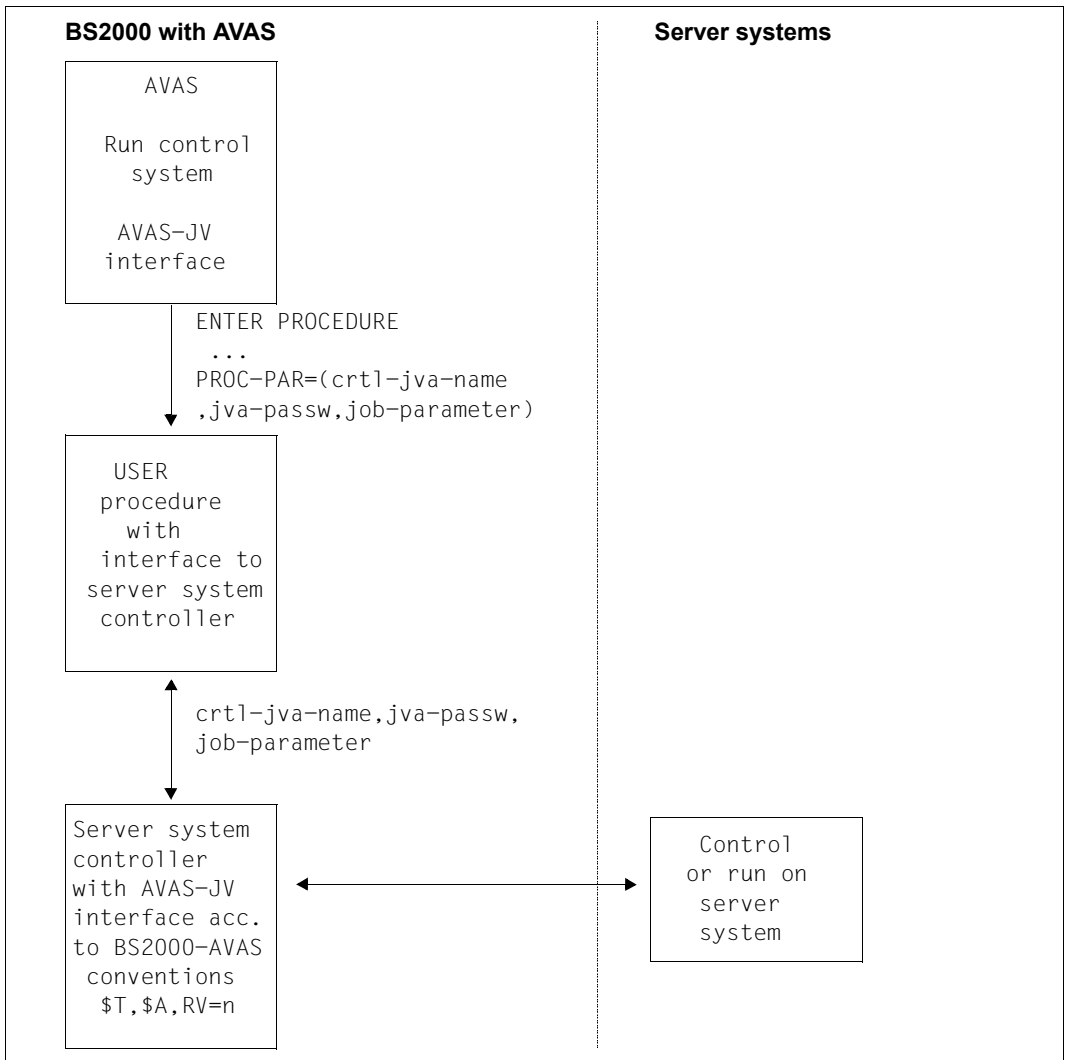 BS2000 with AVAS
Server systems
AVAS
Run control
system
AVAS-JV
interface
ENTER PROCEDURE
...
PROC-PAR=(crtl-jva-name
,jva-passw,job-parameter)
USER
procedure
with
interface to
server system
controller
crtl-jva-name,jva-passw,
job-parameter
Server system
controller
with AVAS-JV
interface acc.
to BS2000-AVAS
conventions
$T,$A,RV=n
Control
or run on
server
system